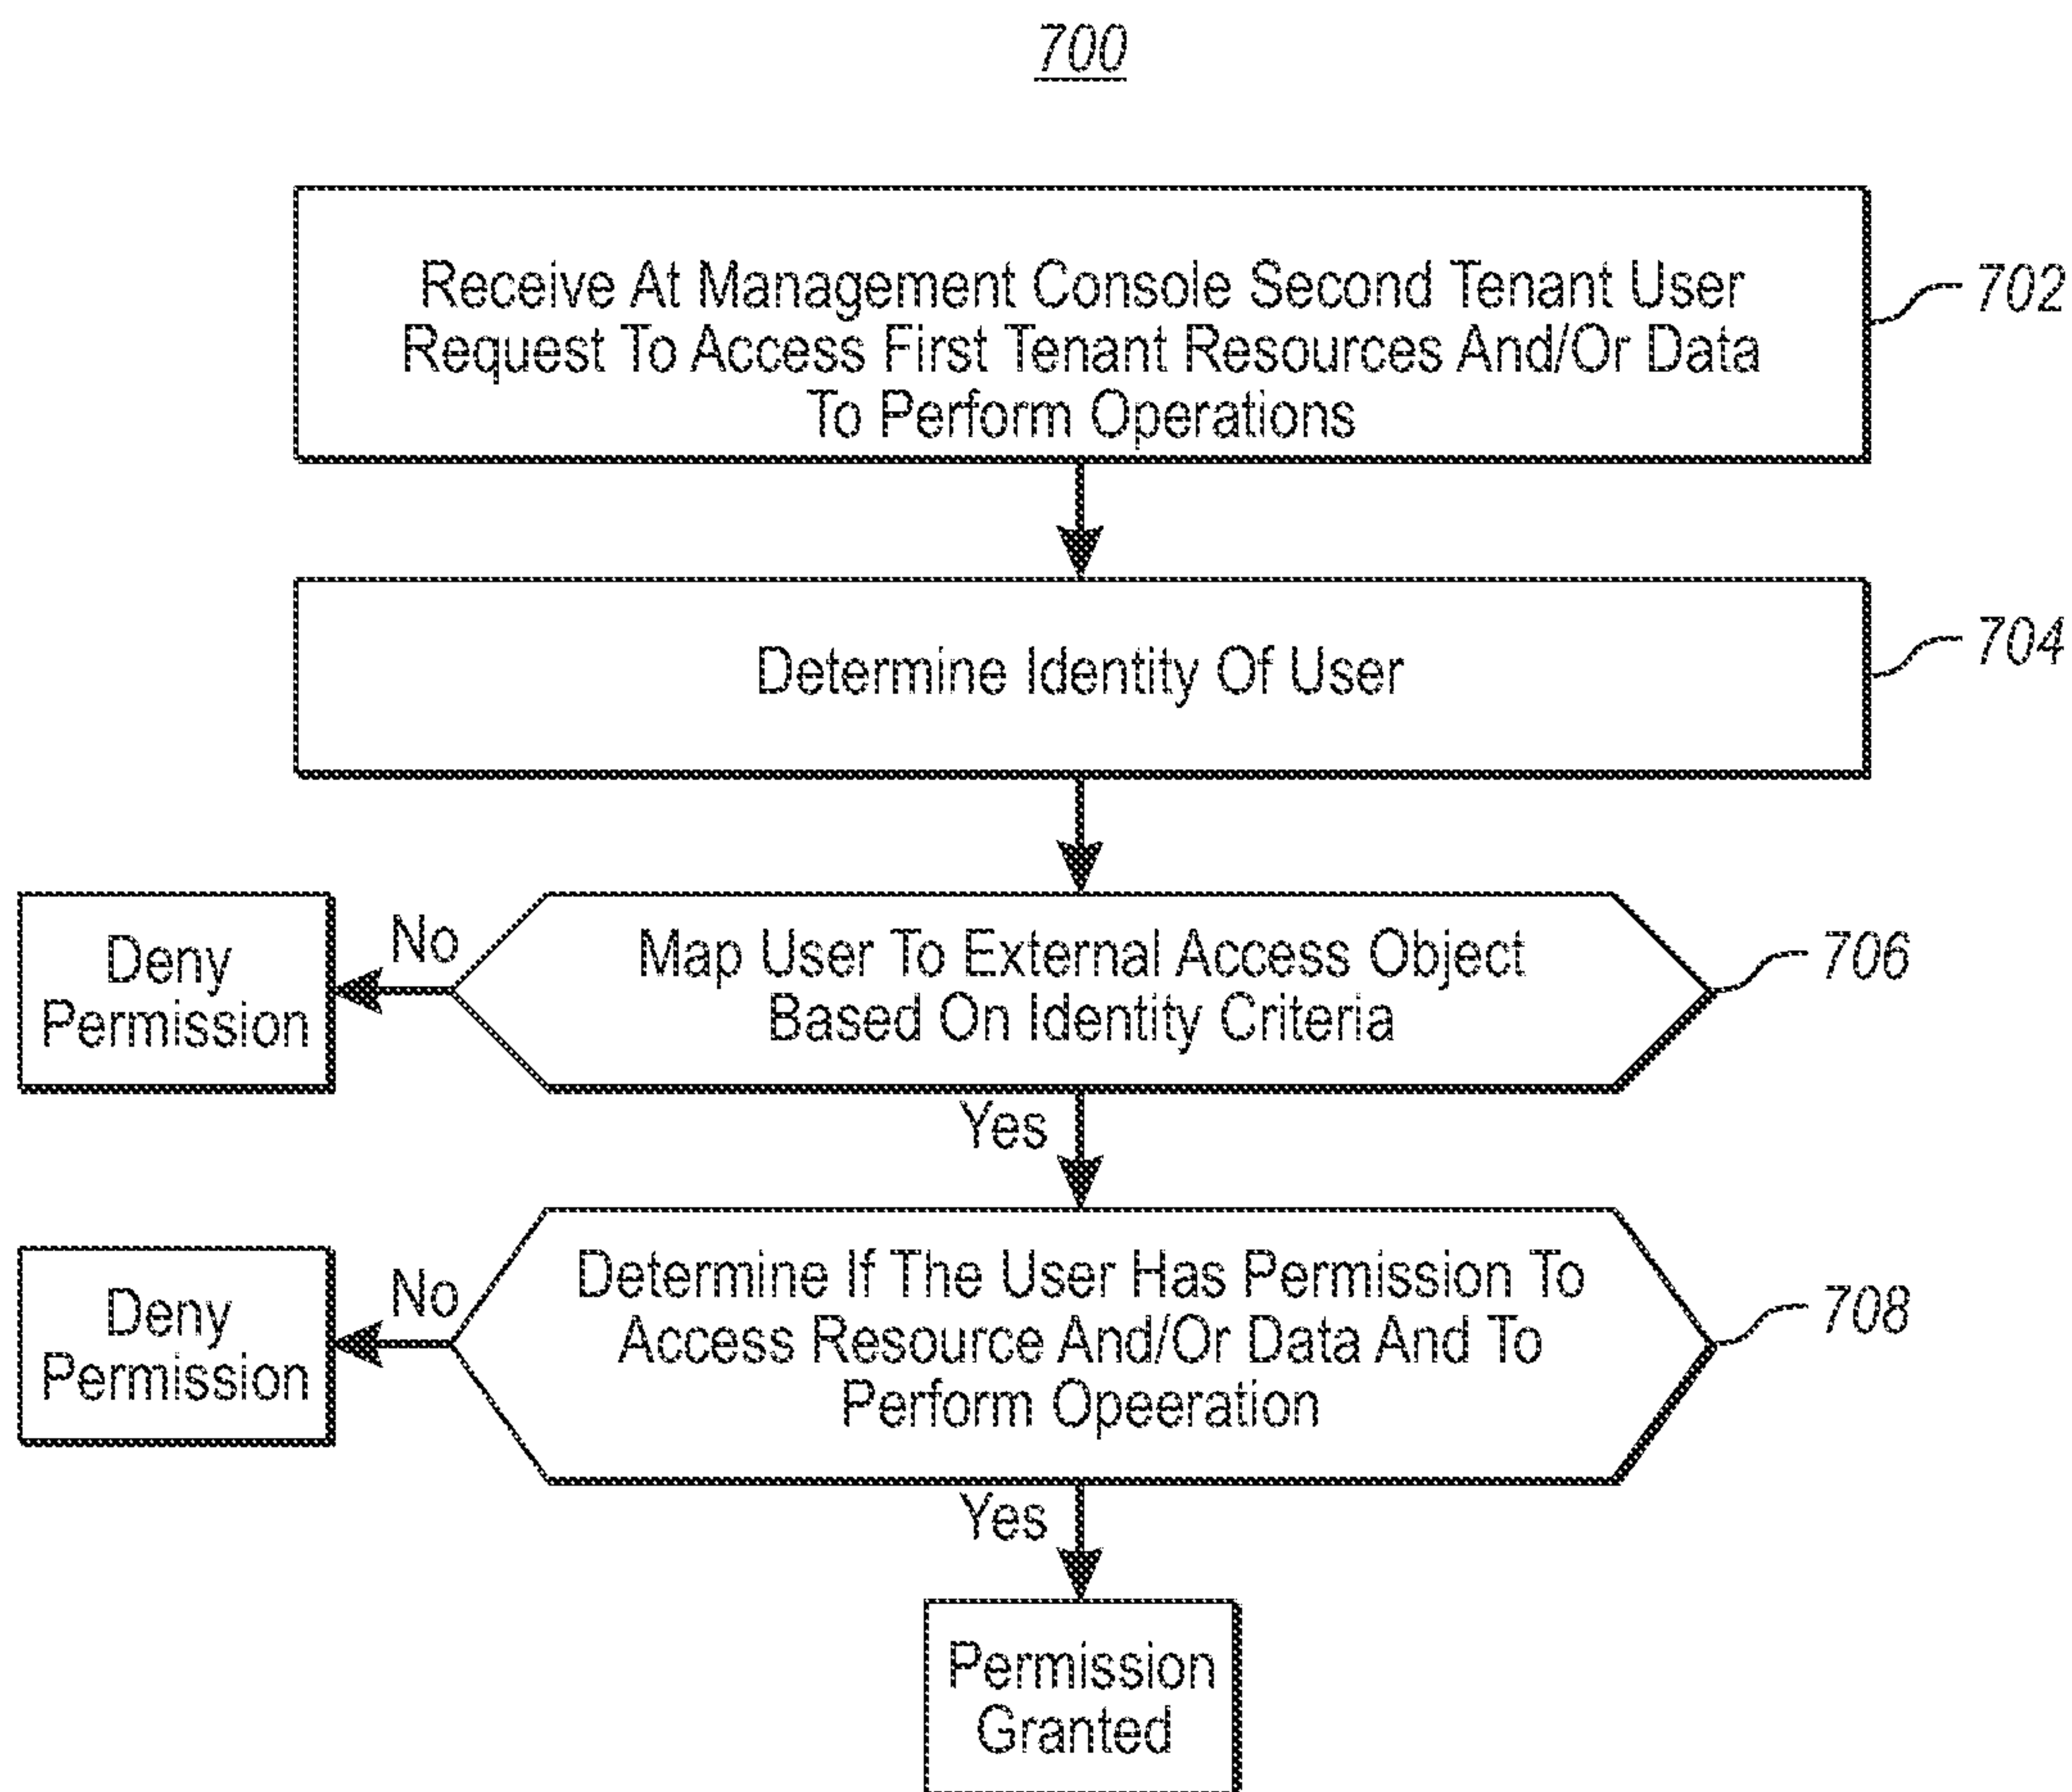 700
Receive At Management Console Second Tenant User
Request To Access First Tenant Resources And/Or Data
To Perform Operations
702
Determine Identity Of User
704
Deny
Permission
No
Map User To External Access Object
Based On Identity Criteria
706
Yes
Deny
Permission
No
Determine If The User Has Permission To
Access Resource And/Or Data And To
Perform Opeeration
708
Yes
Permission
Granted